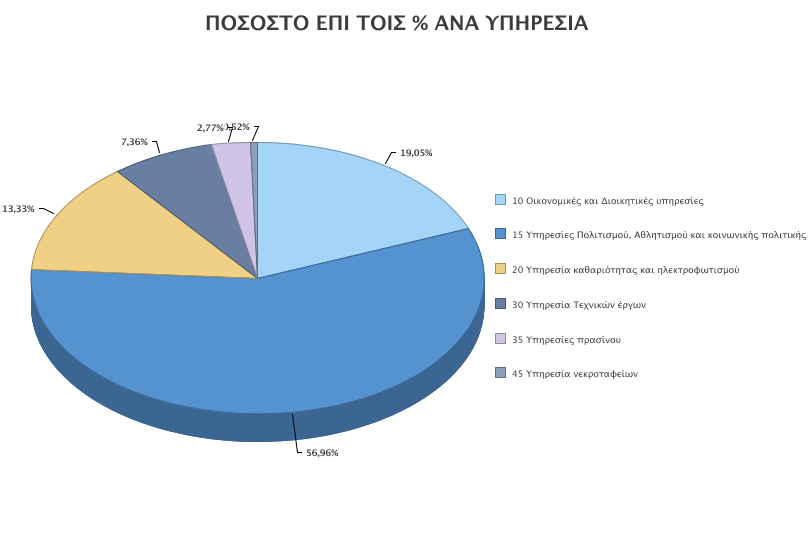 ΠΟΣΟΣΤΟ ΕΠΙ ΤΟΙΣ % ΑΝΑ ΥΠΗΡΕΣΙΑ
2,77%
7,36%
19,05%
13,33%
56,96%
10 Οικονομικές και Διοικητικές υπηρεσίες
15 Υπηρεσίες Πολιτισμού, Αθλητισμού και κοινωνικής πολιτικής
20 Υπηρεσία καθαριότητας και ηλεκτροφωτισμού
30 Υπηρεσία Τεχνικών έργων
35 Υπηρεσίες πρασίνου
45 Υπηρεσία νεκροταφείων